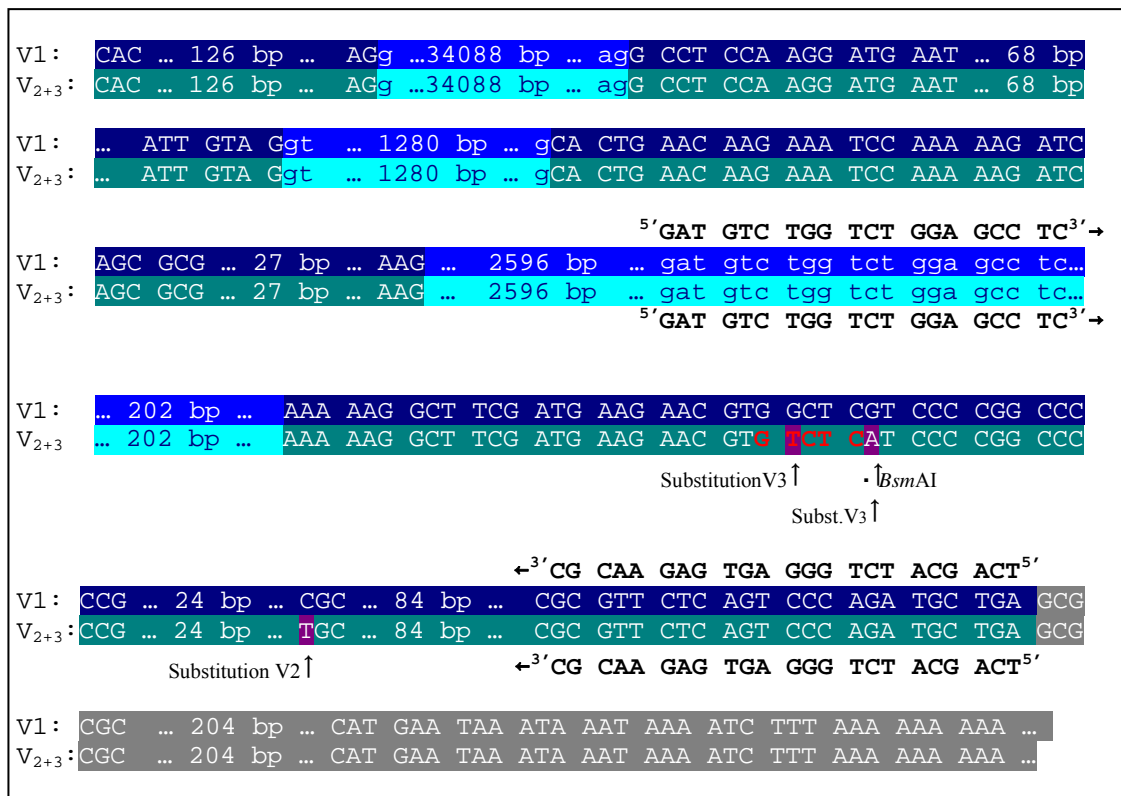 V1: CAC … 126 bp … AGg …34088 bp … agG CCT CCA AGG ATG AAT … 68 bp
V2+3: CAC … 126 bp … AGg …34088 bp … agG CCT CCA AGG ATG AAT … 68 bp
V1: … ATT GTAG gt … 1280 bp … gCA CTG AAC AAG AAA TCC AAA AAG ATC
V2+3: … ATT GTAG gt … 1280 bp … gCA CTG AAC AAG AAA TCC AAA AAG ATC
5’GAT GTC TGG TCT GGA GCC TC3’→
V1: AGC GCG … 27 bp … AAG … 2596 bp … gat gtc tgg tct gga gcc tc…
V2+3: AGC GCG … 27 bp … AAG … 2596 bp … gat gtc tgg tct gga gcc tc…
5’GAT GTC TGG TCT GGA GCC TC3’→
V1: … 202 bp … AAA AAG GCT TCG ATG AAG AAC GTG GCT CGT CCC CGG CCC
V2+3 … 202 bp … AAA AAG GCT TCG ATG AAG AAC GTG TCT CAT CCC CGG CCC
SubstitutionV3↑ ·↑BsmAI
Subst.V3↑
←3’CG CAA GAG TGA GGG TCT ACG ACT5’
V1: CCG … 24 bp … CGC … 84 bp … CGC GTT CTC AGT CCC AGA TGC TGA GCG
V2+3: CCG … 24 bp … TGC … 84 bp … CGC GTT CTC AGT CCC AGA TGC TGA GCG
Substitution V2↑ ←3’CG CAA GAG TGA GGG TCT ACG ACT5’
V1: CGC … 204 bp … CAT GAA TAA ATA AAT AAA ATC TTT AAA AAA AAA …
V2+3: CGC … 204 bp … CAT GAA TAA ATA AAT AAA ATC TTT AAA AAA AAA …